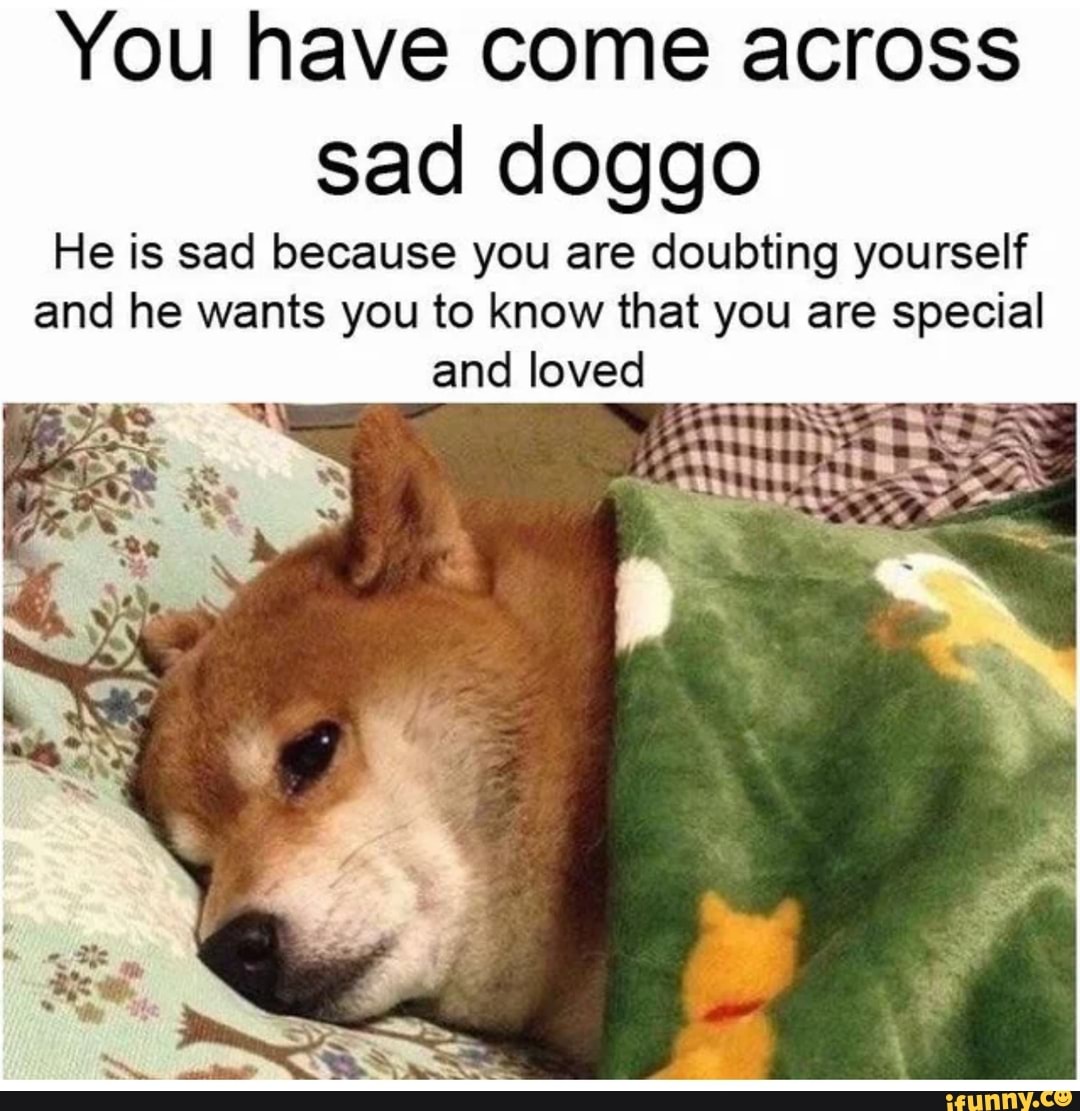 You have come across
sad doggo
He is sad because you are doubting yourself
and he wants you to know that you are special
and loved
ifunny.co